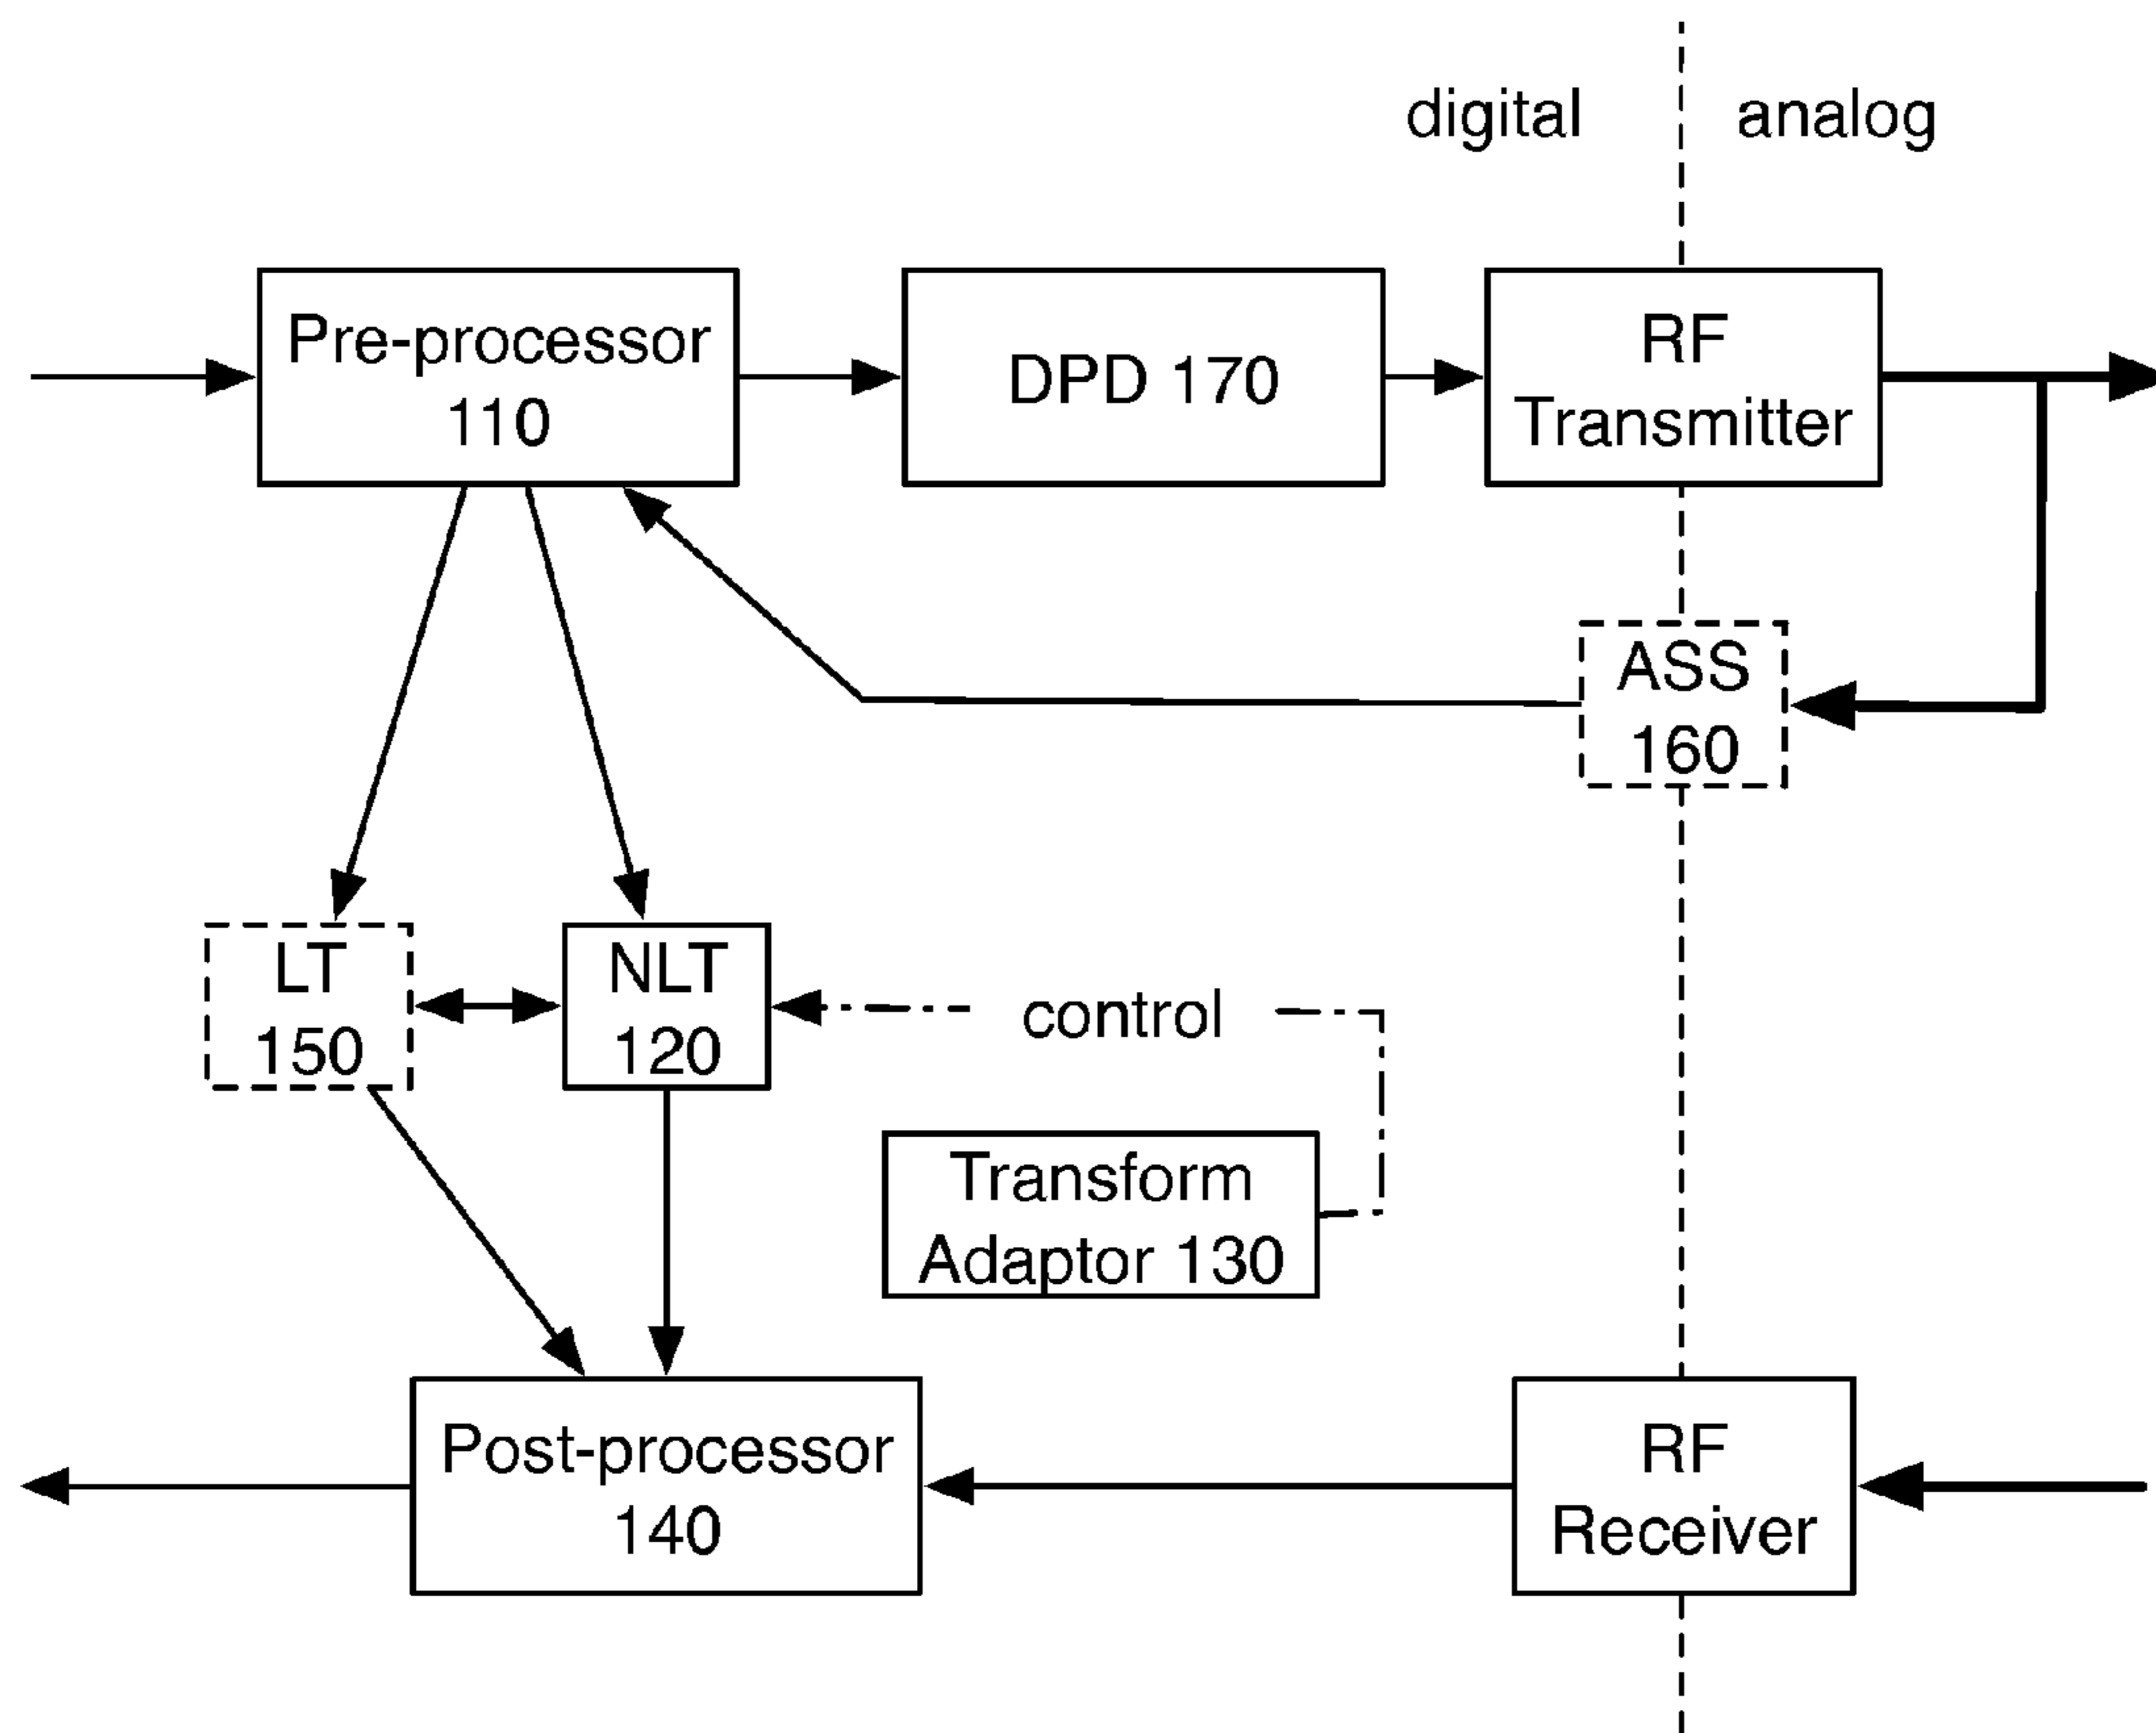 digital
analog
Pre-processor
110
DPD 170
RF
Transmitter
ASS
160
LT
150
NLT
120
control
Transform
Adaptor 130
Post-processor
140
RF
Receiver